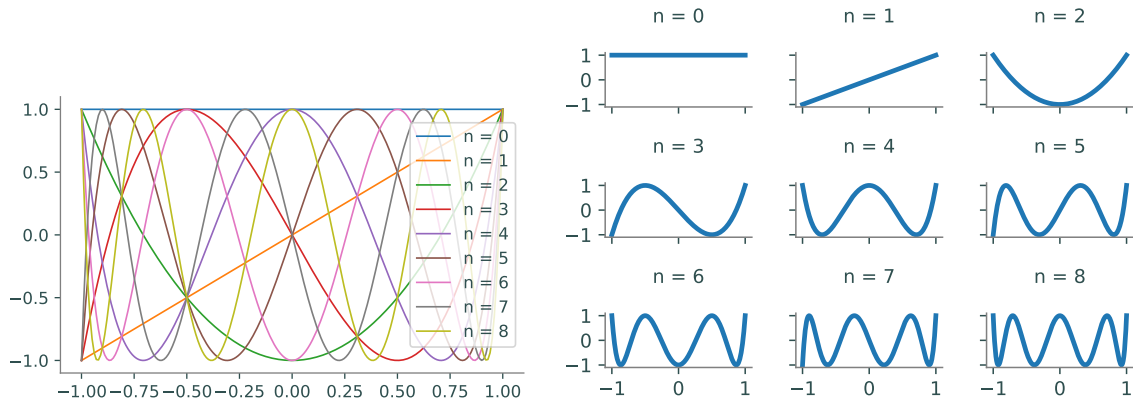 1.0
0.5
0.0
−0.5
−1.0
−1.00 −0.75 −0.50 −0.25 0.00 0.25 0.50 0.75 1.00
n = 0
n = 1
n = 2
n = 3
n = 4
n = 5
n = 6
n = 7
n = 8
n = 0 n = 1 n = 2
1
0
−1
n = 3 n = 4 n = 5
1
0
−1
n = 6 n = 7 n = 8
1
0
−1
−1 0 1 −1 0 1 −1 0 1